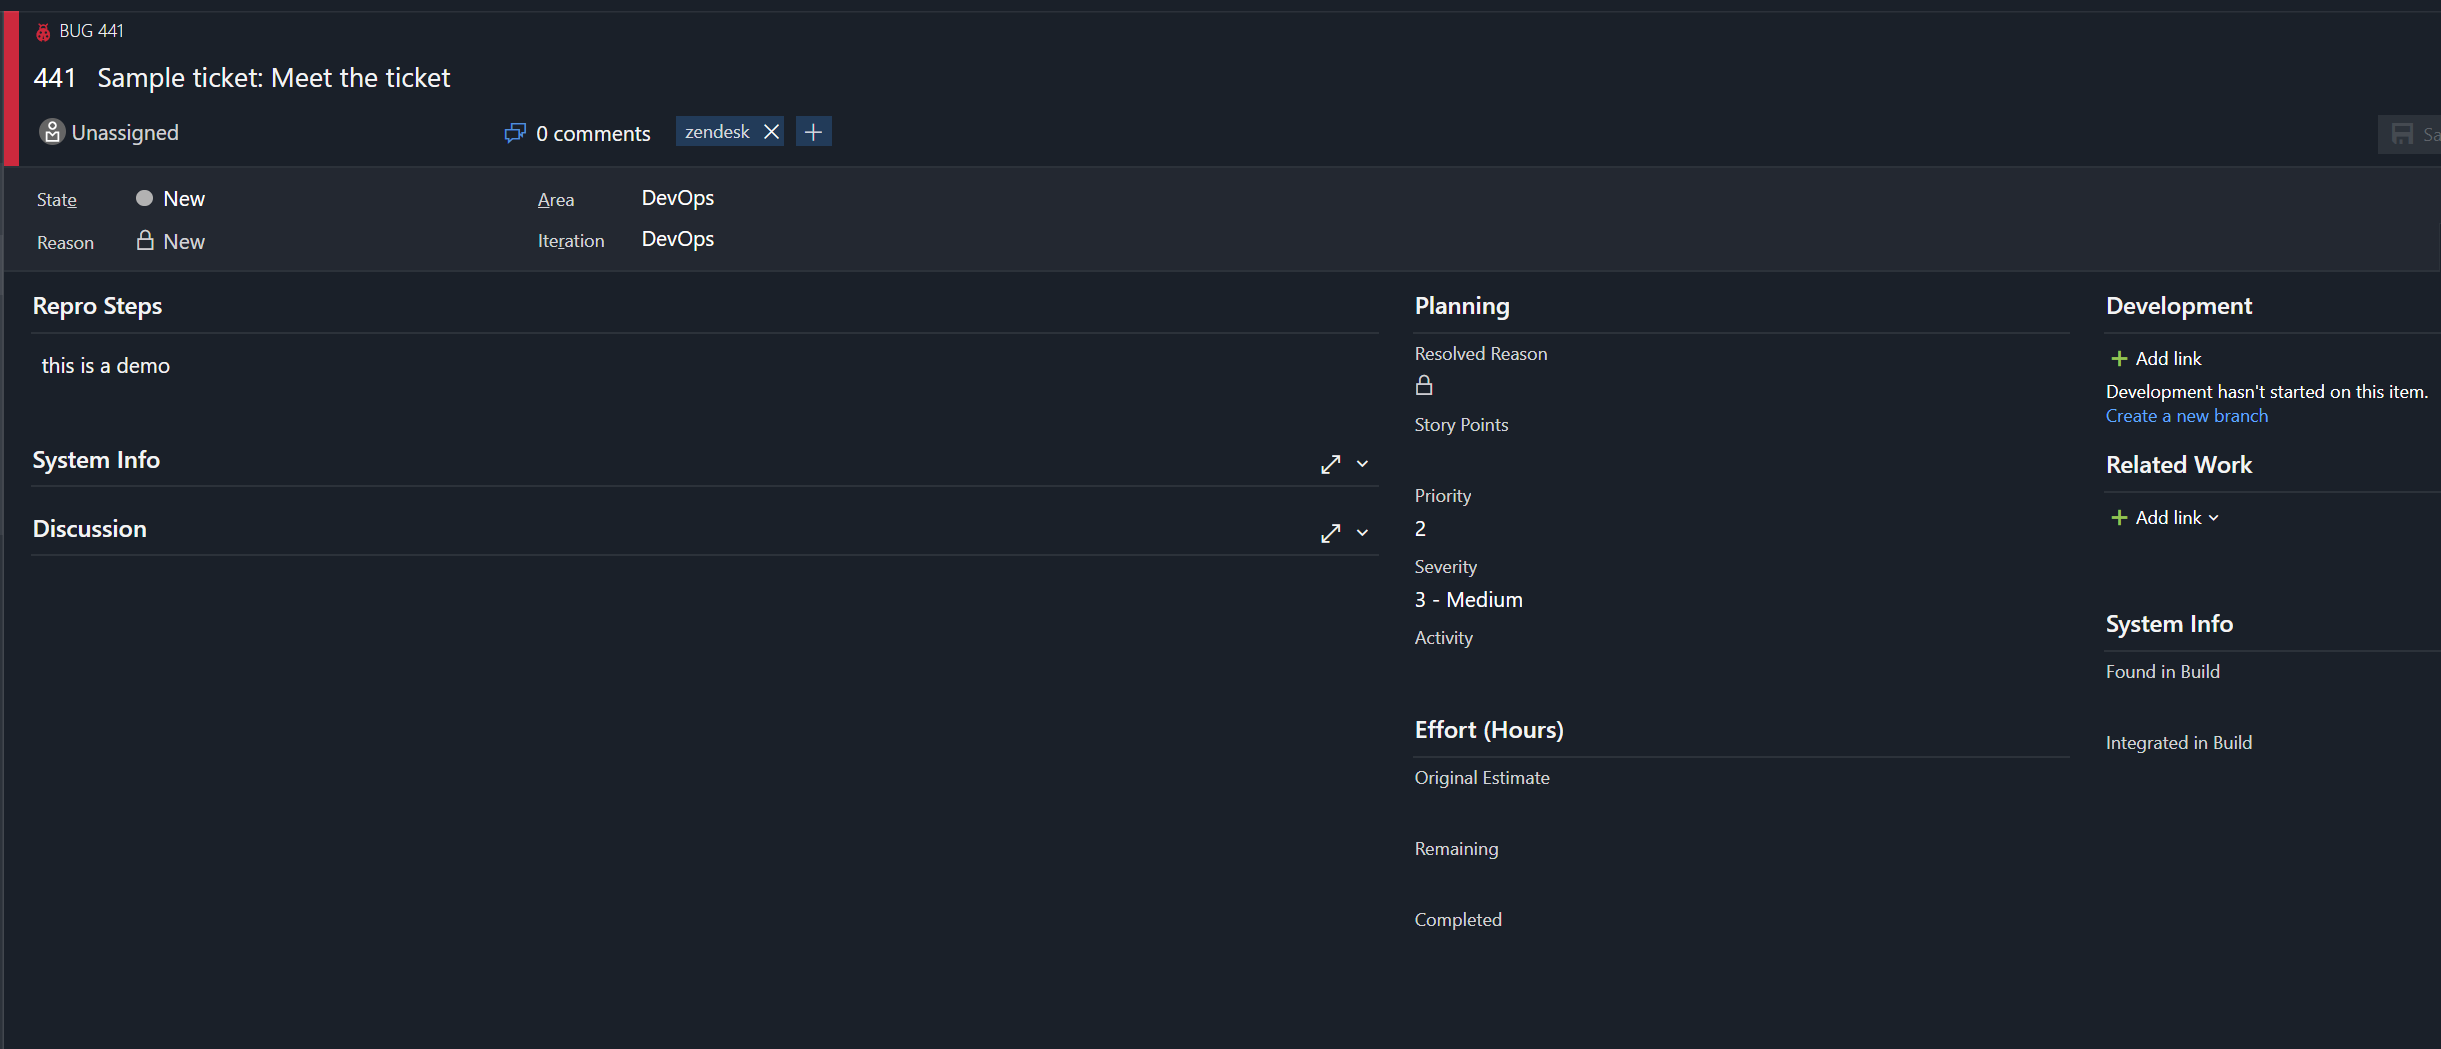 BUG 441
441 Sample ticket: Meet the ticket
Unassigned
0 comments
zendesk
State New
Reason New
Area DevOps
Iteration DevOps
Repro Steps
this is a demo
System Info
Discussion
Planning
Resolved Reason
Story Points
Priority
2
Severity
3 - Medium
Activity
Effort (Hours)
Original Estimate
Remaining
Completed
Development
Add link
Development hasn't started on this item.
Create a new branch
Related Work
Add link
System Info
Found in Build
Integrated in Build